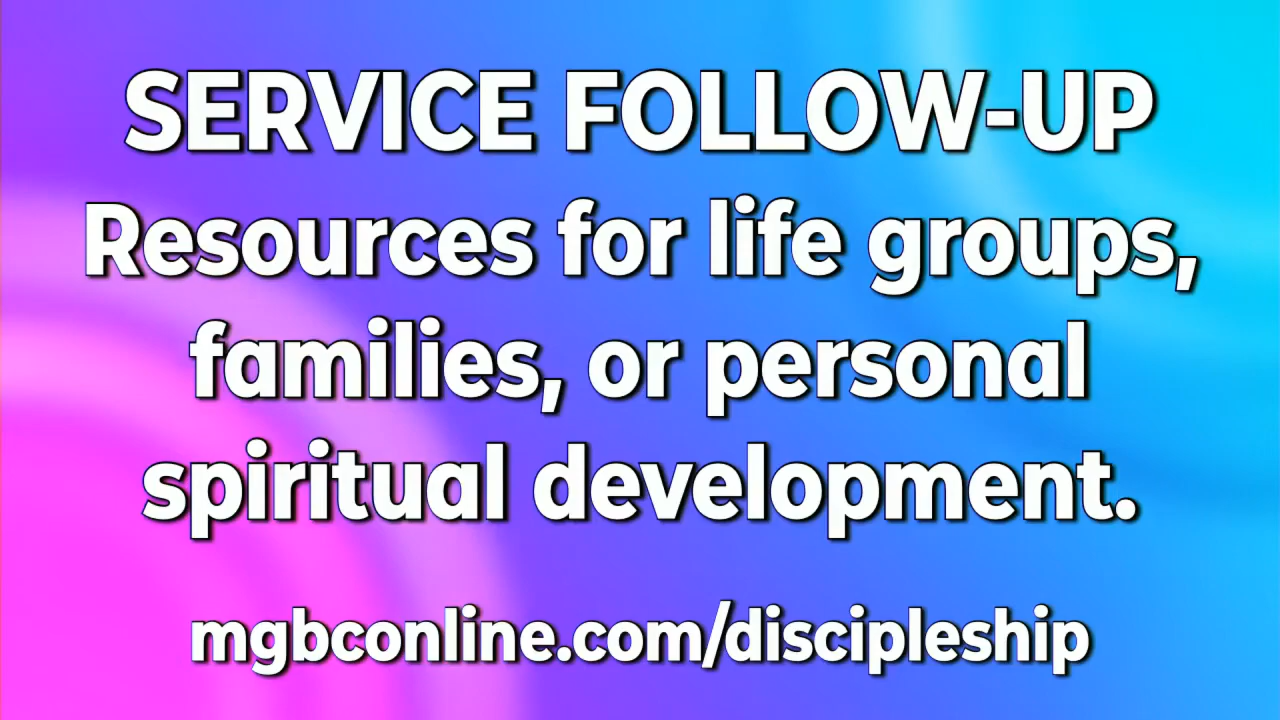 SERVICE FOLLOW-UP
Resources for life groups,
families, or personal
spiritual development.
mgbconline.com/discipleship